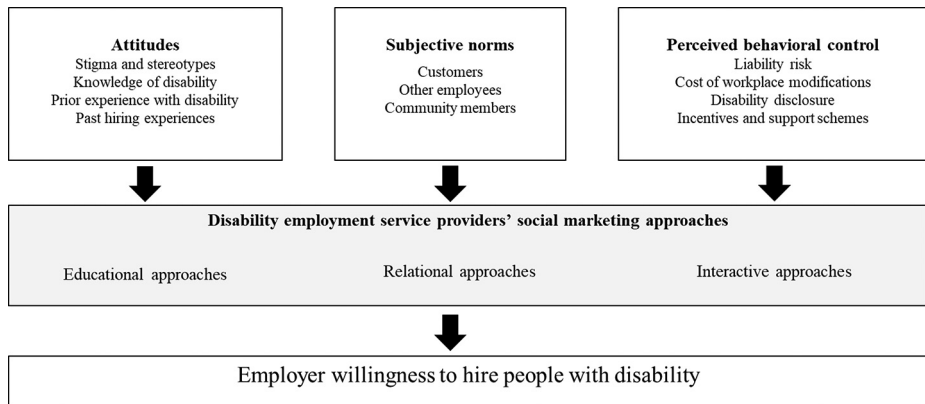 Attitudes
Stigma and stereotypes
Knowledge of disability
Prior experience with disability
Past hiring experiences
Subjective norms
Customers
Other employees
Community members
Perceived behavioral control
Liability risk
Cost of workplace modifications
Disability disclosure
Incentives and support schemes
Disability employment service providers' social marketing approaches
Educational approaches
Relational approaches
Interactive approaches
Employer willingness to hire people with disability